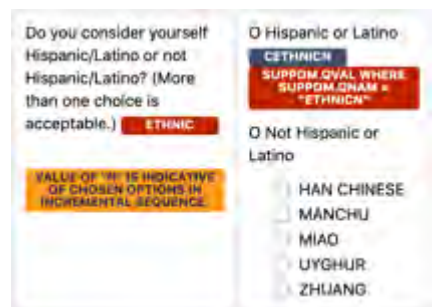 Do you consider yourself
Hispanic/Latino or not
Hispanic/Latino? (More
than one choice is
acceptable.) ETHNIC
VALUE OF "N" IS INDICATIVE
OF CHOSEN OPTIONS IN
INCREMENTAL SEQUENCE.
O Hispanic or Latino
CETHNICN
SUPPDM.QVAL WHERE
SUPPDM.QNAM =
"ETHNICN"
O Not Hispanic or
Latino
HAN CHINESE
MANCHU
MIAO
UYGHUR
ZHUANG